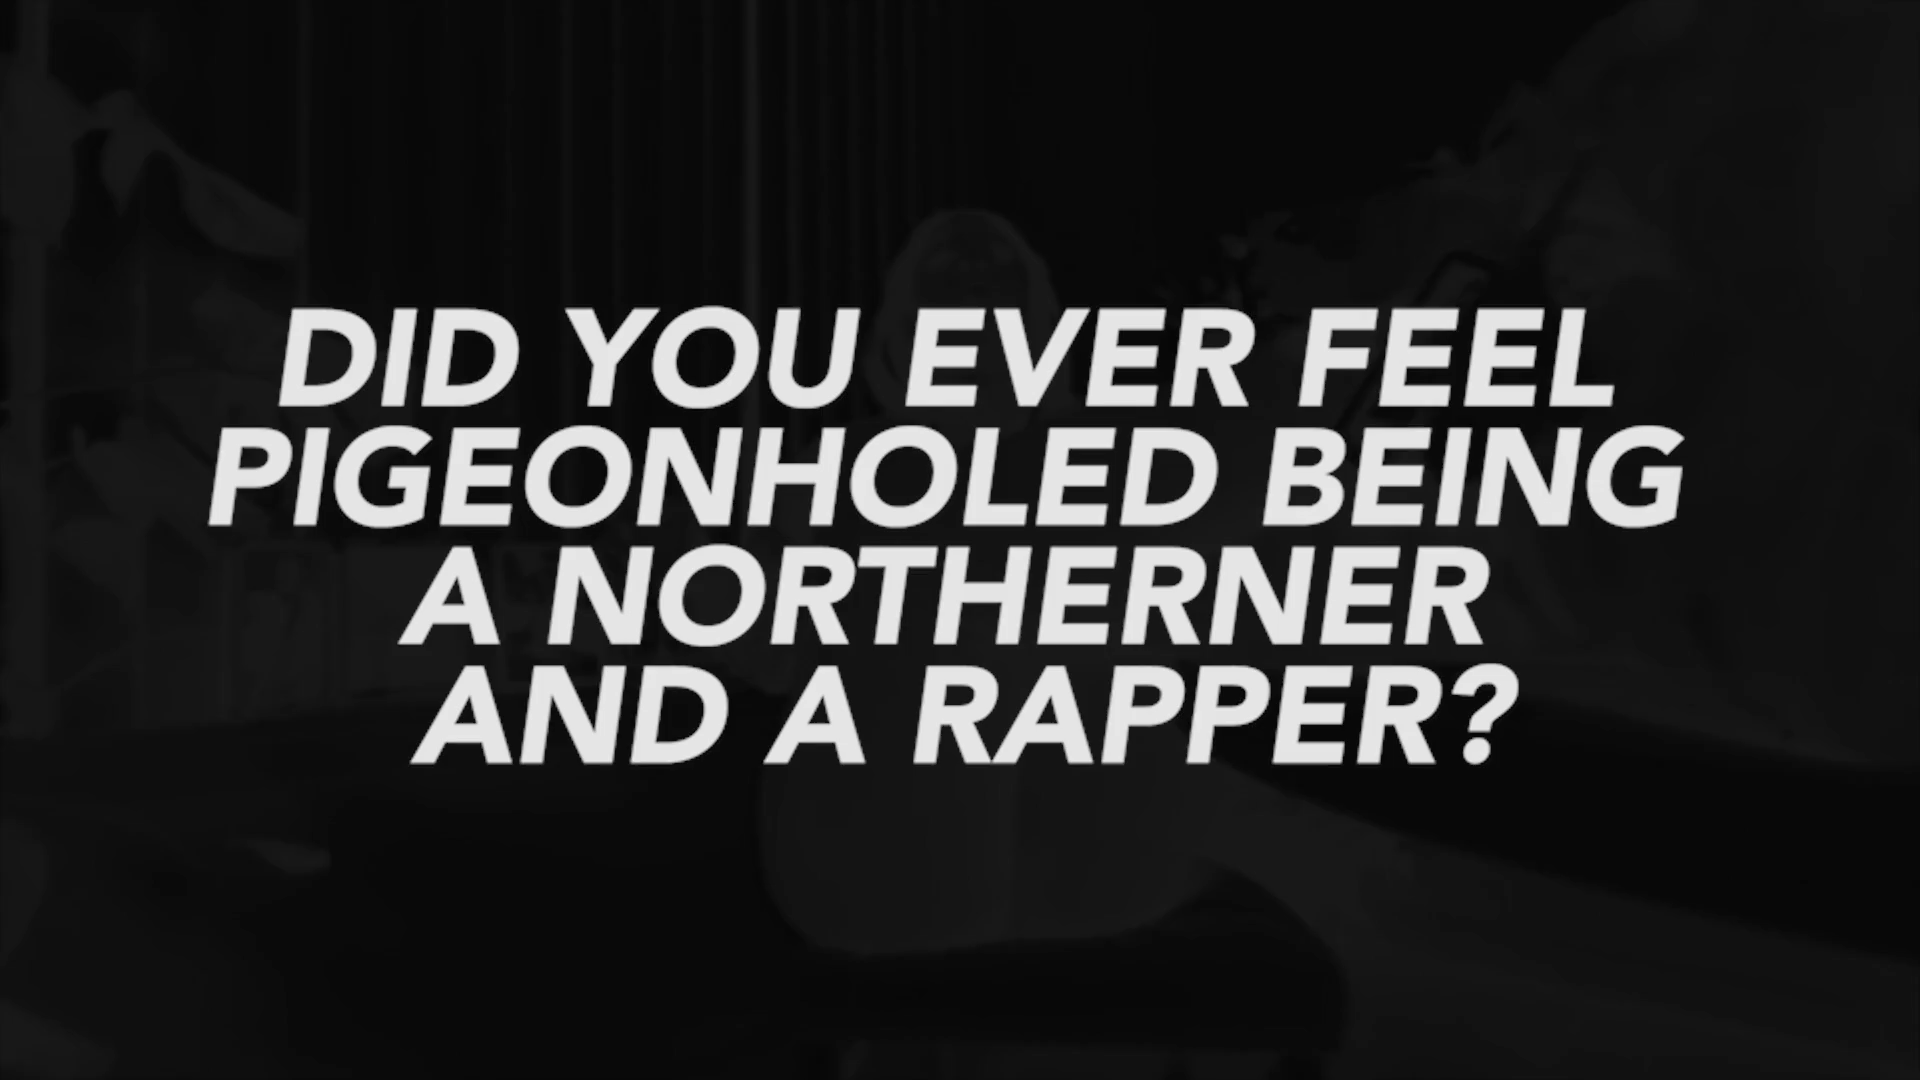 DID YOU EVER FEEL
PIGEONHOLED BEING
A NORTHERNER
AND A RAPPER?